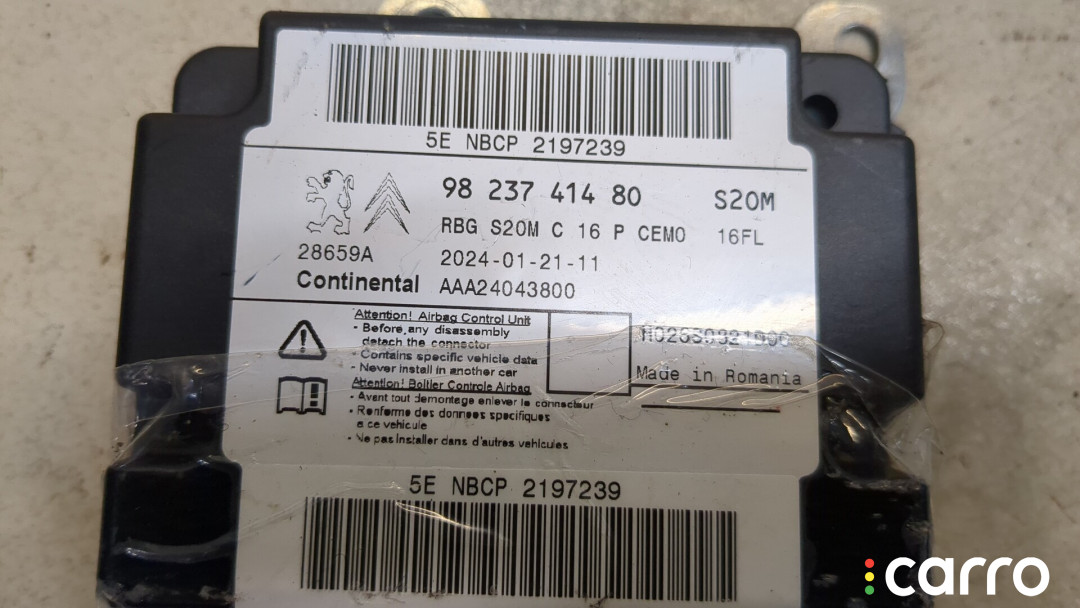 5E NBCP 2197239
98 237 414 80 S20M
RBG S20M C 16 P CEMO 16FL
28659A 2024-01-21-11
Continental AAA24043800
Attention! Airbag Control Unit
- Before any disassembly
detach the connector
- Contains specific vehicle data
- Never install in another car
Attention! Boîtier Controle Airbag
- Avant tout demontage enlever le connecteur
- Renferme des donnees specifiques
a ce vehicule
- Ne pas installer dans d'autres vehicules
Made in Romania
5E NBCP 2197239
carro